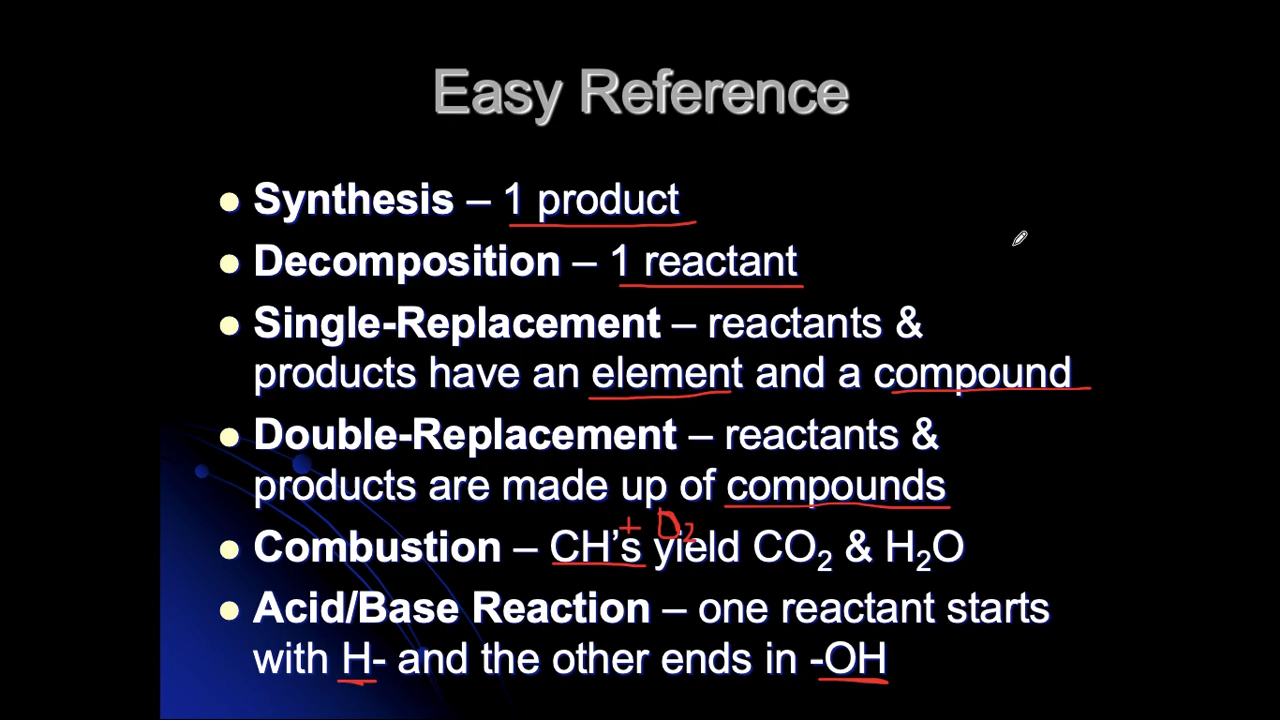 Easy Reference
Synthesis – 1 product
Decomposition – 1 reactant
Single-Replacement – reactants &
products have an element and a compound
Double-Replacement – reactants &
products are made up of compounds
+ O₂
Combustion – CH's yield CO₂ & H₂O
Acid/Base Reaction – one reactant starts
with H- and the other ends in -OH